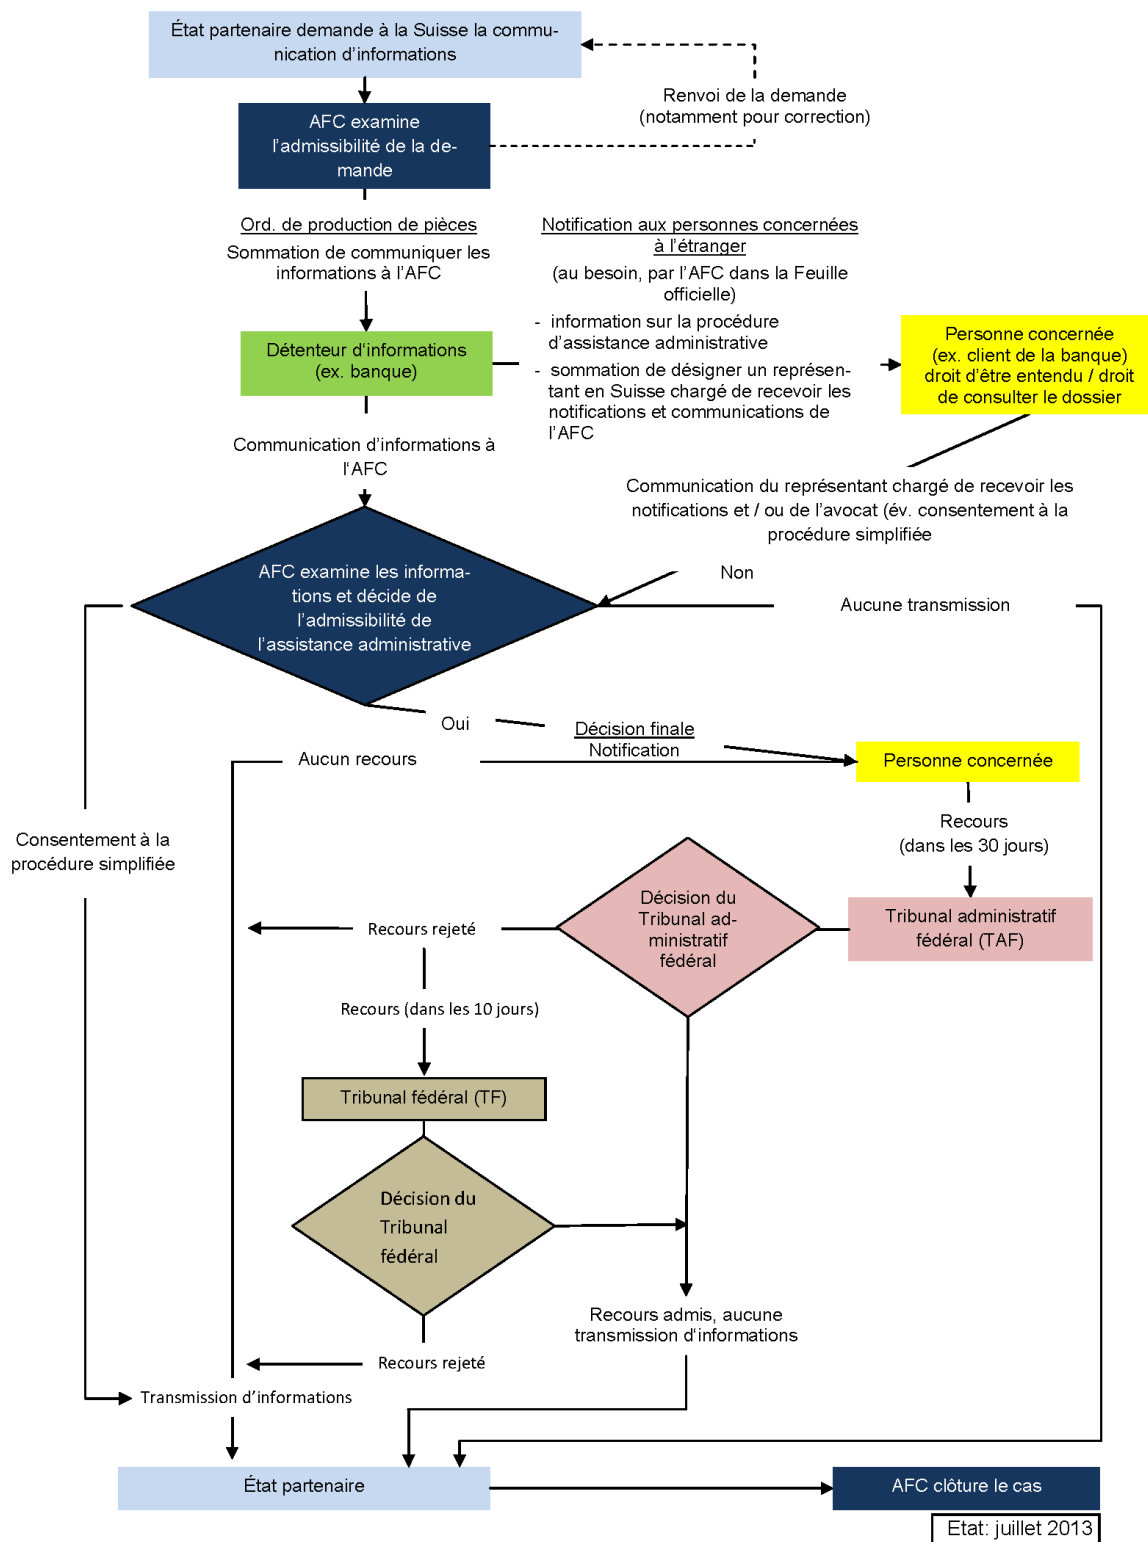 État partenaire demande à la Suisse la commu-
nication d'informations
Renvoi de la demande
(notamment pour correction)
AFC examine
l'admissibilité de la de-
mande
Ord. de production de pièces
Sommation de communiquer les
informations à l'AFC
Notification aux personnes concernées
à l'étranger
(au besoin, par l'AFC dans la Feuille
officielle)
- information sur la procédure
d'assistance administrative
- sommation de désigner un représen-
tant en Suisse chargé de recevoir les
notifications et communications de
l'AFC
Détenteur d'informations
(ex. banque)
Personne concernée
(ex. client de la banque)
droit d'être entendu / droit
de consulter le dossier
Communication d'informations à
l'AFC
Communication du représentant chargé de recevoir les
notifications et / ou de l'avocat (év. consentement à la
procédure simplifiée
AFC examine les informa-
tions et décide de
l'admissibilité de
l'assistance administrative
Non
Aucune transmission
Oui
Décision finale
Notification
Aucun recours
Personne concernée
Consentement à la
procédure simplifiée
Recours
(dans les 30 jours)
Décision du
Tribunal ad-
ministratif
fédéral
Tribunal administratif
fédéral (TAF)
Recours rejeté
Recours (dans les 10 jours)
Tribunal fédéral (TF)
Décision du
Tribunal
fédéral
Recours admis, aucune
transmission d'informations
Recours rejeté
Transmission d'informations
État partenaire
AFC clôture le cas
Etat: juillet 2013